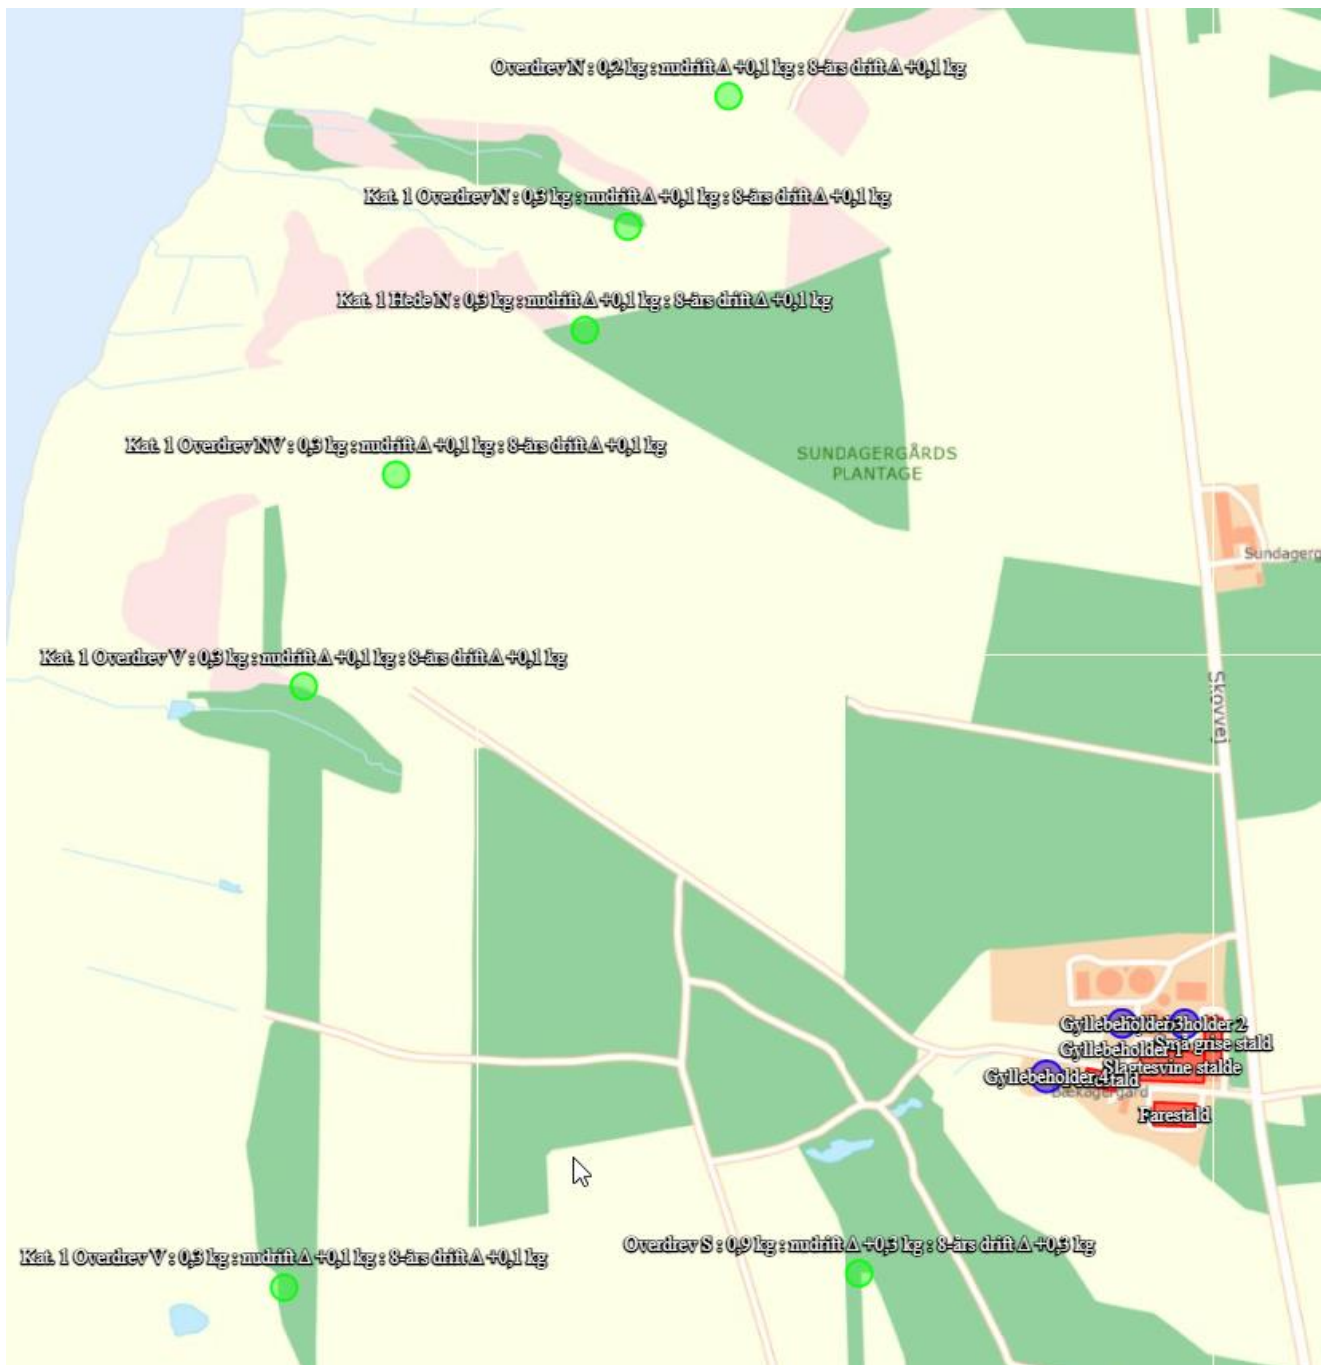 Overdrev N : 0,2 kg : nudrift Δ +0,1 kg : 8-års drift Δ +0,1 kg
Kat. 1 Overdrev N : 0,3 kg : nudrift Δ +0,1 kg : 8-års drift Δ +0,1 kg
Kat. 1 Hede N : 0,3 kg : nudrift Δ +0,1 kg : 8-års drift Δ +0,1 kg
Kat. 1 Overdrev NV : 0,3 kg : nudrift Δ +0,1 kg : 8-års drift Δ +0,1 kg
SUNDAGERGÅRDS
PLANTAGE
Sundagerg
Kat. 1 Overdrev V : 0,3 kg : nudrift Δ +0,1 kg : 8-års drift Δ +0,1 kg
Skovvej
Gyllebeholder 3
holder 2
Gyllebeholder 1
grise stald
Slagtesvine stalde
Gyllebeholder 4
Bækagergård
Farestald
Overdrev S : 0,9 kg : nudrift Δ +0,3 kg : 8-års drift Δ +0,3 kg
Kat. 1 Overdrev V : 0,3 kg : nudrift Δ +0,1 kg : 8-års drift Δ +0,1 kg